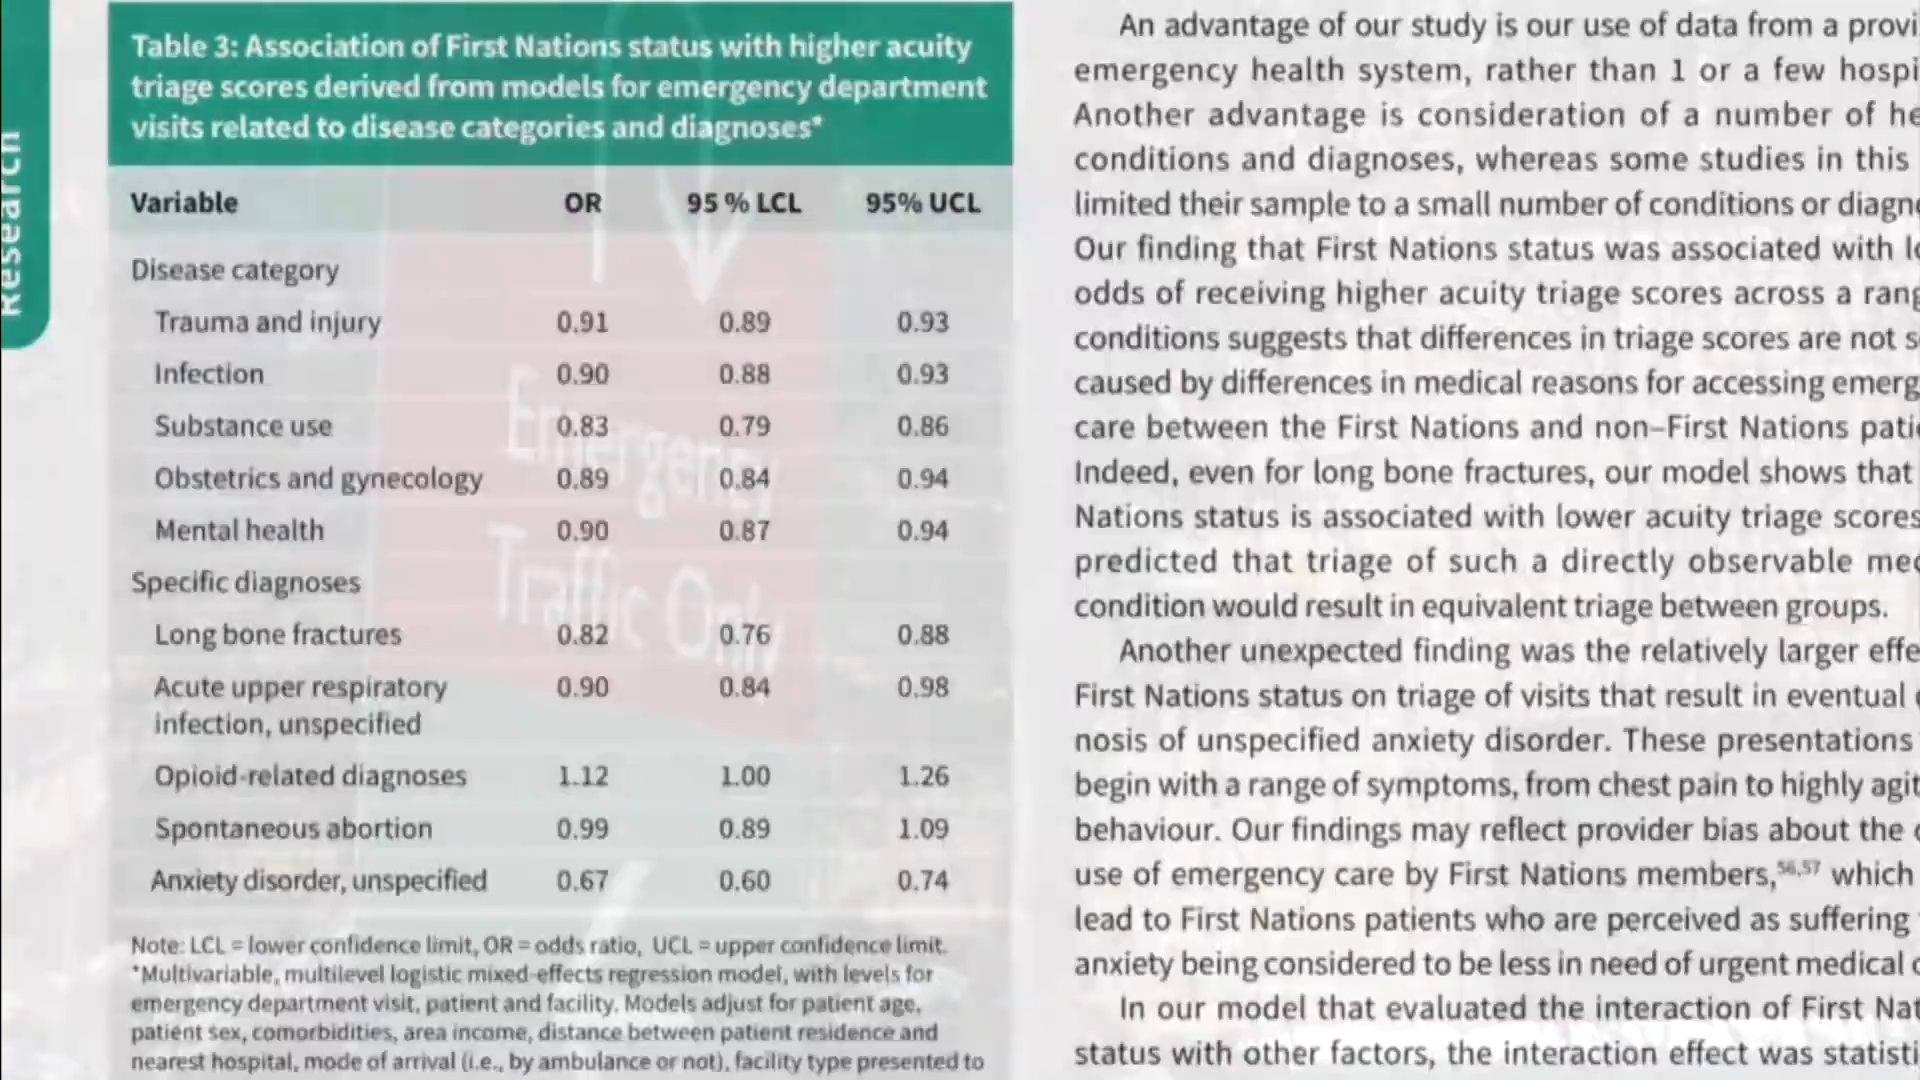 Research
Table 3: Association of First Nations status with higher acuity
triage scores derived from models for emergency department
visits related to disease categories and diagnoses*
Variable OR 95 % LCL 95% UCL
Disease category
Trauma and injury 0.91 0.89 0.93
Infection 0.90 0.88 0.93
Substance use 0.83 0.79 0.86
Obstetrics and gynecology 0.89 0.84 0.94
Mental health 0.90 0.87 0.94
Specific diagnoses
Long bone fractures 0.82 0.76 0.88
Acute upper respiratory 0.90 0.84 0.98
infection, unspecified
Opioid-related diagnoses 1.12 1.00 1.26
Spontaneous abortion 0.99 0.89 1.09
Anxiety disorder, unspecified 0.67 0.60 0.74
Note: LCL = lower confidence limit, OR = odds ratio, UCL = upper confidence limit.
*Multivariable, multilevel logistic mixed-effects regression model, with levels for
emergency department visit, patient and facility. Models adjust for patient age,
patient sex, comorbidities, area income, distance between patient residence and
nearest hospital, mode of arrival (i.e., by ambulance or not), facility type presented to
Emergency
Traffic Only
An advantage of our study is our use of data from a
emergency health system, rather than 1 or a few
Another advantage is consideration of a number of
conditions and diagnoses, whereas some studies in this
limited their sample to a small number of conditions or
Our finding that First Nations status was associated with
odds of receiving higher acuity triage scores across a
conditions suggests that differences in triage scores are not
caused by differences in medical reasons for accessing
care between the First Nations and non–First Nations
Indeed, even for long bone fractures, our model shows that
Nations status is associated with lower acuity triage scores
predicted that triage of such a directly observable
condition would result in equivalent triage between groups.
Another unexpected finding was the relatively larger
First Nations status on triage of visits that result in eventual
nosis of unspecified anxiety disorder. These presentations
begin with a range of symptoms, from chest pain to highly
behaviour. Our findings may reflect provider bias about the
use of emergency care by First Nations members,56,57 which
lead to First Nations patients who are perceived as suffering
anxiety being considered to be less in need of urgent medical
In our model that evaluated the interaction of First
status with other factors, the interaction effect was